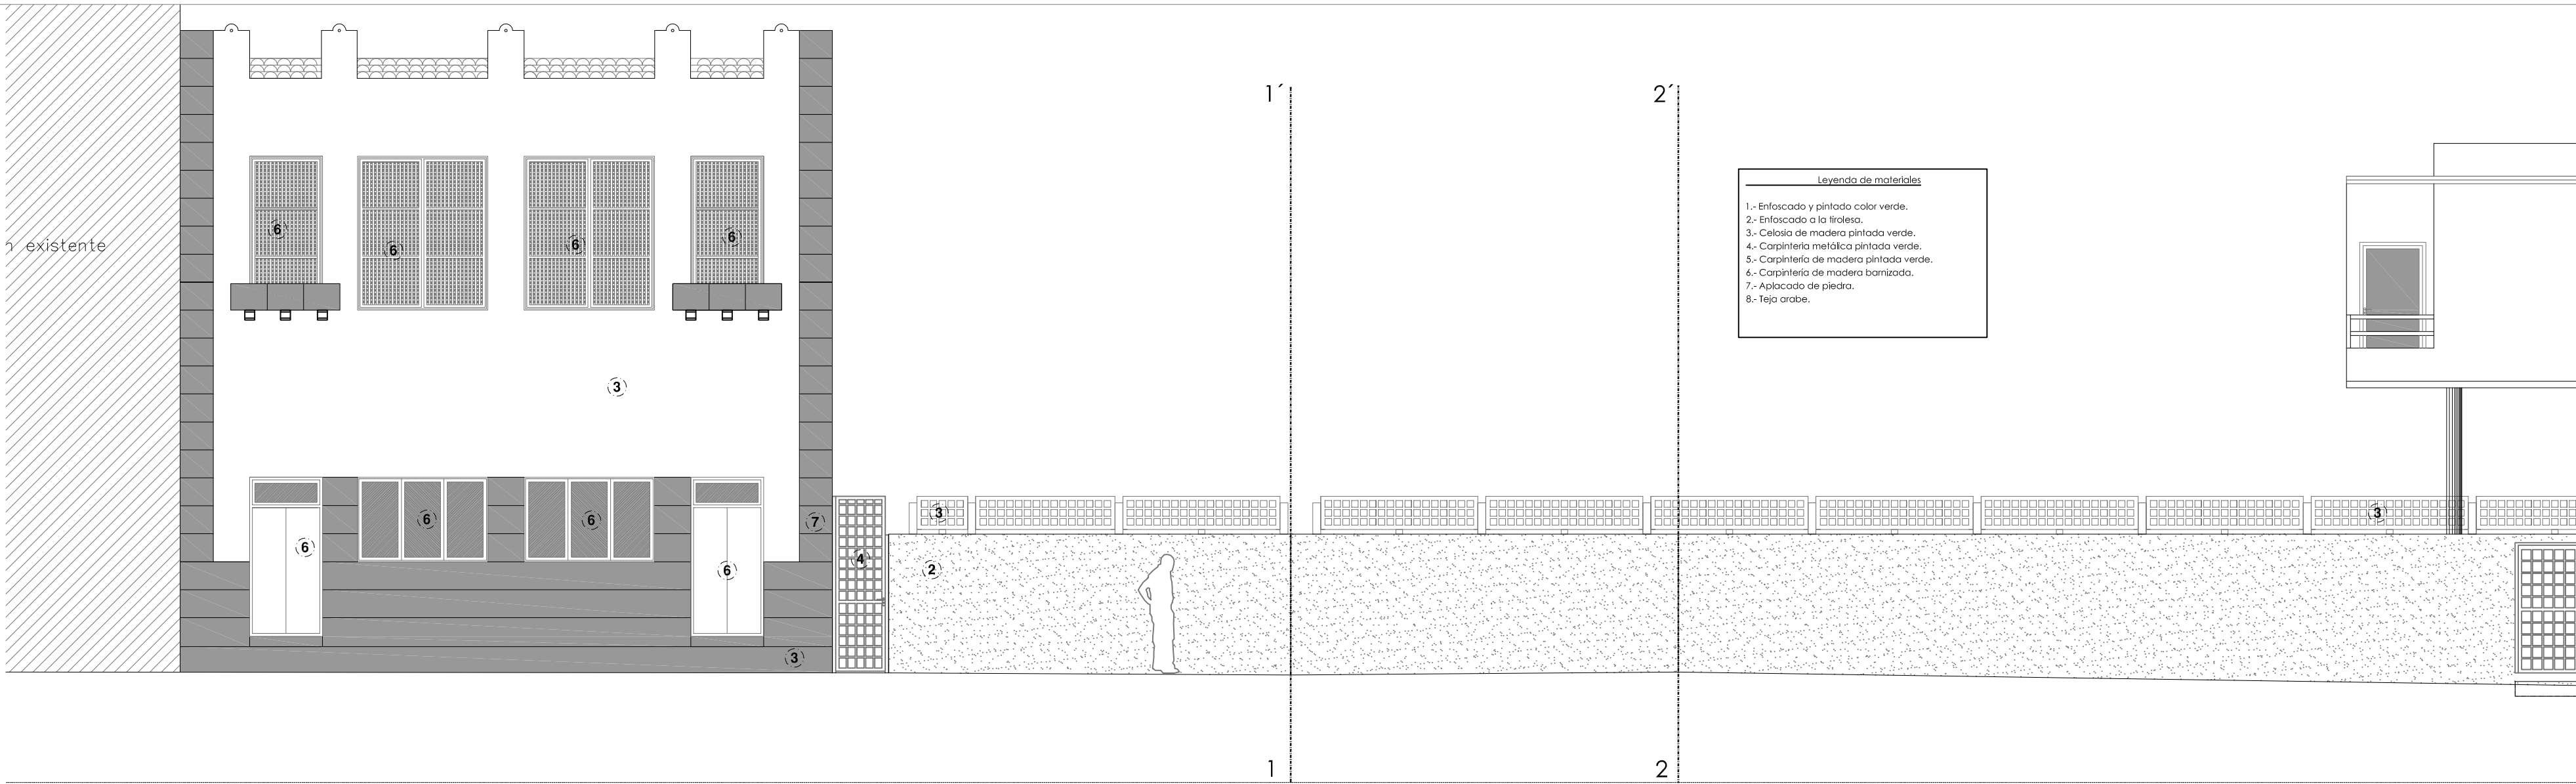 1´
2´
Leyenda de materiales
1.- Enfoscado y pintado color verde.
2.- Enfoscado a la tirolesa.
3.- Celosia de madera pintada verde.
4.- Carpinteria metálica pintada verde.
5.- Carpintería de madera pintada verde.
6.- Carpintería de madera barnizada.
7.- Aplacado de piedra.
8.- Teja arabe.
existente
6
6
6
6
3
6
6
6
6
7
4
3
2
3
3
1
2